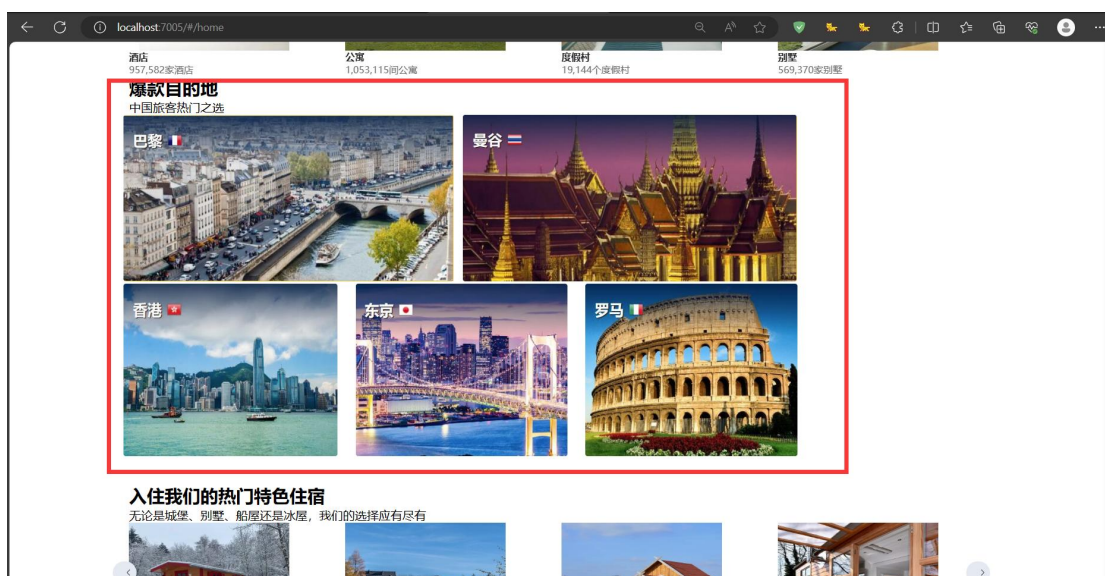 localhost:7005/#/home
酒店
957,582家酒店
公寓
1,053,115间公寓
度假村
19,144个度假村
别墅
569,370家别墅
爆款目的地
中国旅客热门之选
巴黎
曼谷
香港
东京
罗马
入住我们的热门特色住宿
无论是城堡、别墅、船屋还是冰屋，我们的选择应有尽有